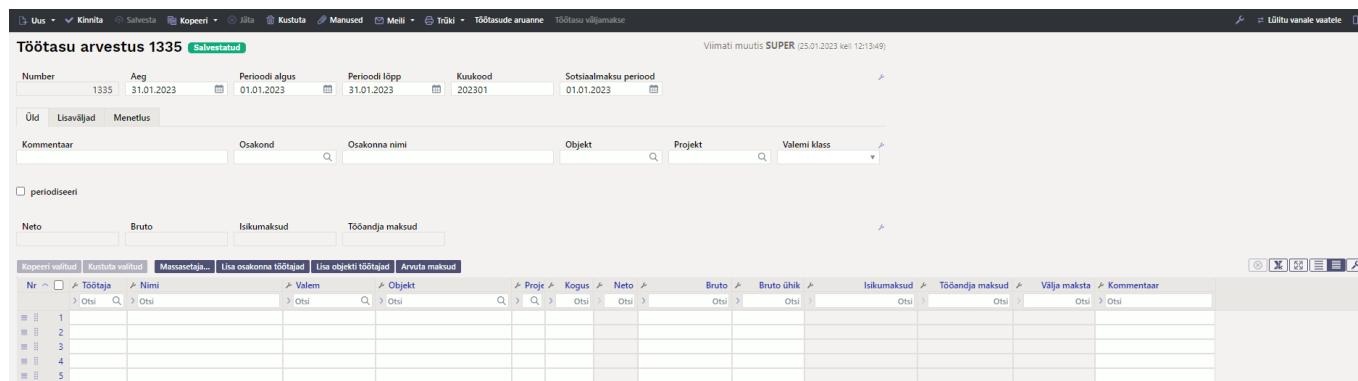 Uus Kinnita Salvesta Kopeeri Jäta Kustuta Manused Meili Trüki Töötasude aruanne Töötasu väljamakse Lülitu vanale vaatele
Töötasu arvestus 1335 Salvestatud Viimati muutis SUPER (25.01.2023 kell 12:13:49)
Number Aeg Perioodi algus Perioodi lõpp Kuukood Sotsiaalmaksu periood
1335 31.01.2023 01.01.2023 31.01.2023 202301 01.01.2023
Üld Lisaväljad Menetlus
Kommentaar Osakond Osakonna nimi Objekt Projekt Valemi klass
periodiseeri
Neto Bruto Isikumaksud Tööandja maksud
Kopeeri valitud Kustuta valitud Massasetaja... Lisa osakonna töötajad Lisa objekti töötajad Arvuta maksud
Nr Töötaja Nimi Valem Objekt Proje Kogus Neto Bruto Bruto ühik Isikumaksud Tööandja maksud Välja maksta Kommentaar
Otsi Otsi Otsi Otsi Otsi Otsi Otsi Otsi Otsi Otsi Otsi Otsi
1
2
3
4
5